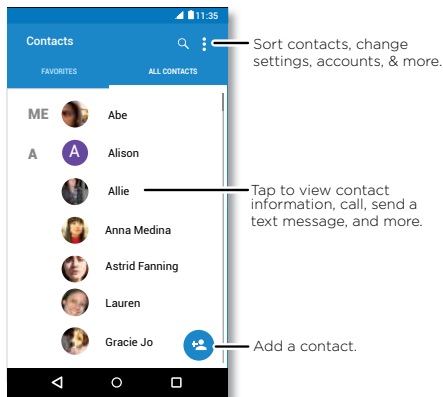 11:35
Contacts
Sort contacts, change
settings, accounts, & more.
FAVORITES
ALL CONTACTS
ME
Abe
A
A
Alison
Allie
Tap to view contact
information, call, send a
text message, and more.
Anna Medina
Astrid Fanning
Lauren
Gracie Jo
Add a contact.